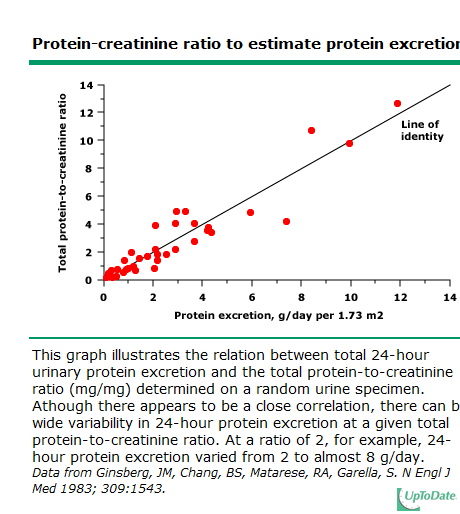 Protein-creatinine ratio to estimate protein excretion
Total protein-to-creatinine ratio
14
12
10
8
6
4
2
0
Line of
identity
0 2 4 6 8 10 12 14
Protein excretion, g/day per 1.73 m2
This graph illustrates the relation between total 24-hour
urinary protein excretion and the total protein-to-creatinine
ratio (mg/mg) determined on a random urine specimen.
Athough there appears to be a close correlation, there can b
wide variability in 24-hour protein excretion at a given total
protein-to-creatinine ratio. At a ratio of 2, for example, 24-
hour protein excretion varied from 2 to almost 8 g/day.
Data from Ginsberg, JM, Chang, BS, Matarese, RA, Garella, S. N Engl J
Med 1983; 309:1543.
UpToDate